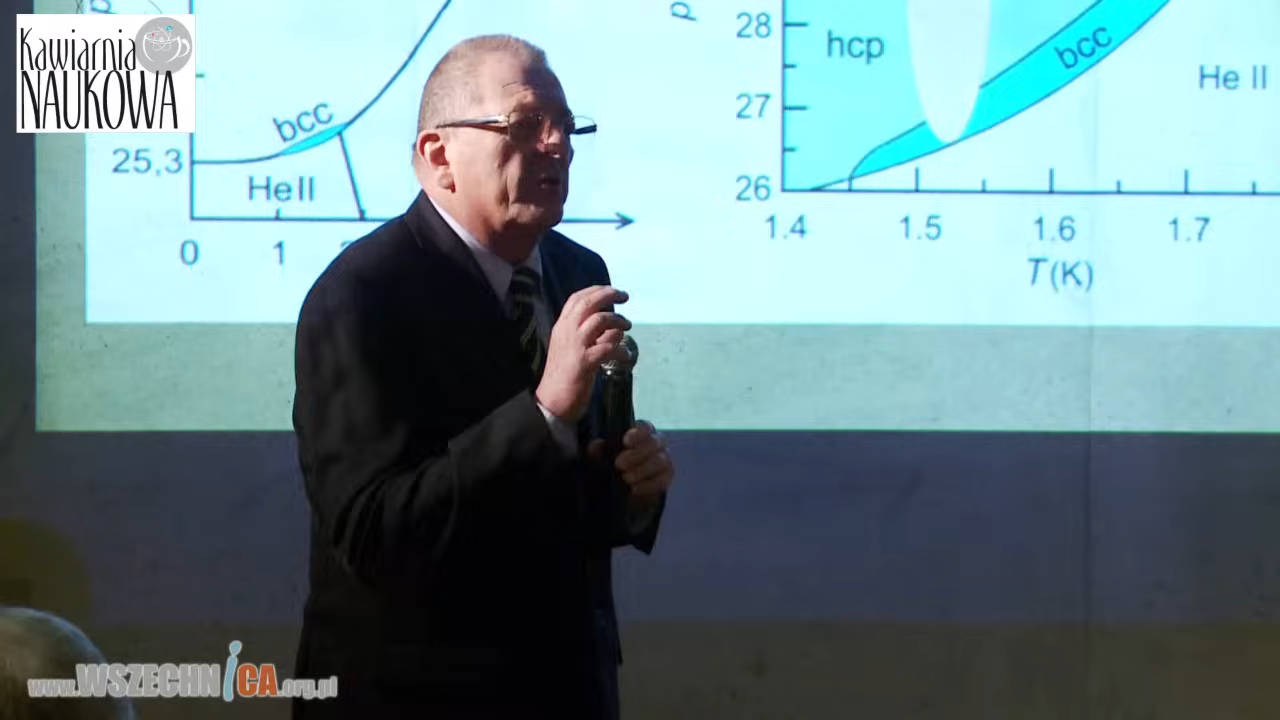 Kawiarnia
NAUKOWA
p
bcc
25,3
He II
0
1
p
28
27
26
hcp
bcc
He II
1.4
1.5
1.6
1.7
T(K)
www.WSZECHNiCA.org.pl